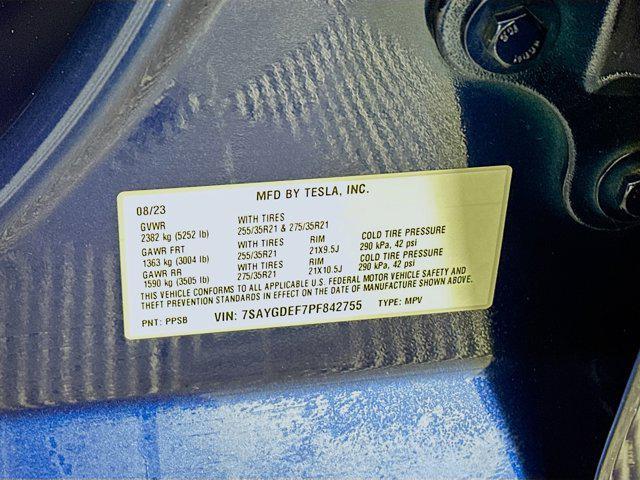 MFD BY TESLA, INC.
08/23
GVWR WITH TIRES
2382 kg (5252 lb) 255/35R21 & 275/35R21
GAWR FRT WITH TIRES RIM COLD TIRE PRESSURE
1363 kg (3004 lb) 255/35R21 21X9.5J 290 kPa, 42 psi
GAWR RR WITH TIRES RIM COLD TIRE PRESSURE
1590 kg (3505 lb) 275/35R21 21X10.5J 290 kPa, 42 psi
THIS VEHICLE CONFORMS TO ALL APPLICABLE U.S. FEDERAL MOTOR VEHICLE SAFETY AND
THEFT PREVENTION STANDARDS IN EFFECT ON THE DATE OF MANUFACTURE SHOWN ABOVE.
PNT: PPSB VIN: 7SAYGDEF7PF842755 TYPE: MPV